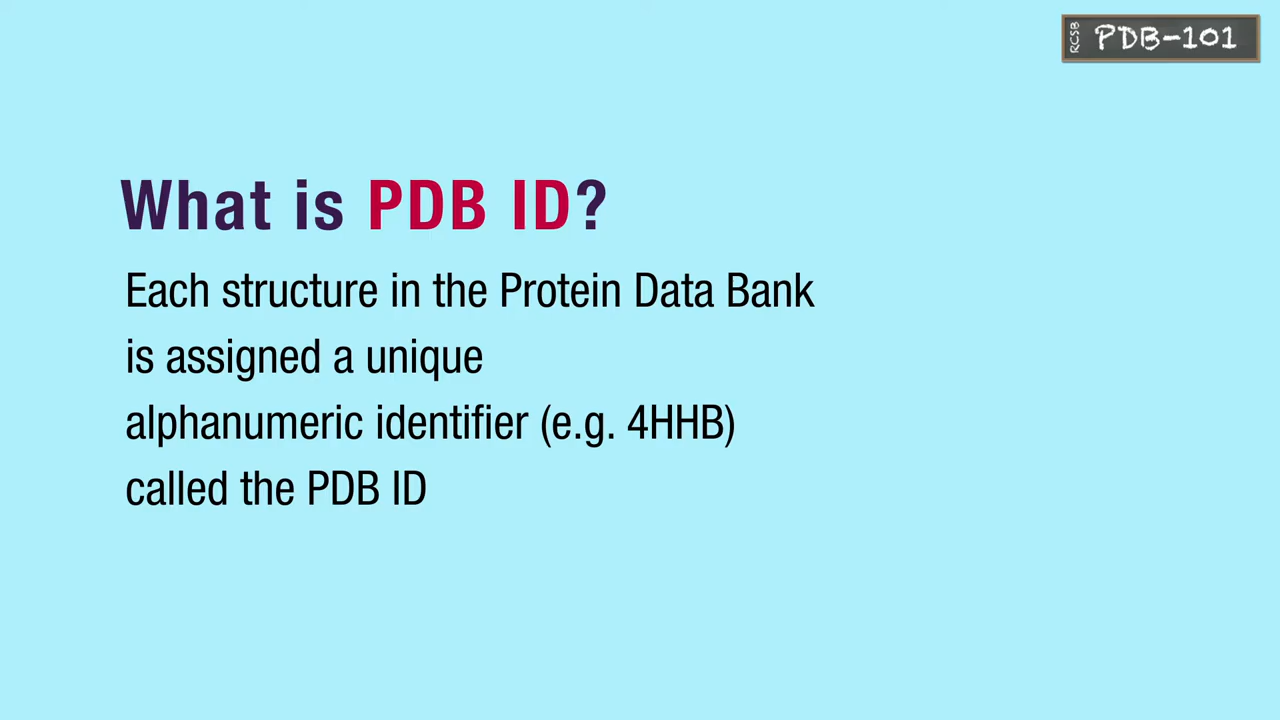 RCSB PDB-101
What is PDB ID?
Each structure in the Protein Data Bank
is assigned a unique
alphanumeric identifier (e.g. 4HHB)
called the PDB ID